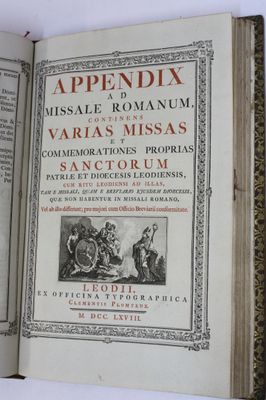 APPENDIX
AD
MISSALE ROMANUM,
CONTINENS
VARIAS MISSAS
ET
COMMEMORATIONES PROPRIAS
SANCTORUM
PATRIÆ ET DIOECESIS LEODIENSIS,
CUM RITU LEODIENSI AD ILLAS,
TAM E MISSALI, QUAM E BREVIARIO EJUSDEM DIOECESIS,
QUÆ NON HABENTUR IN MISSALI ROMANO,
Vel ab illo differunt; pro majori cum Officio Breviarii conformitate.
LEODII,
EX OFFICINA TYPOGRAPHICA
CLEMENTIS PLOMTEUX.
M. DCC. LXVIII.